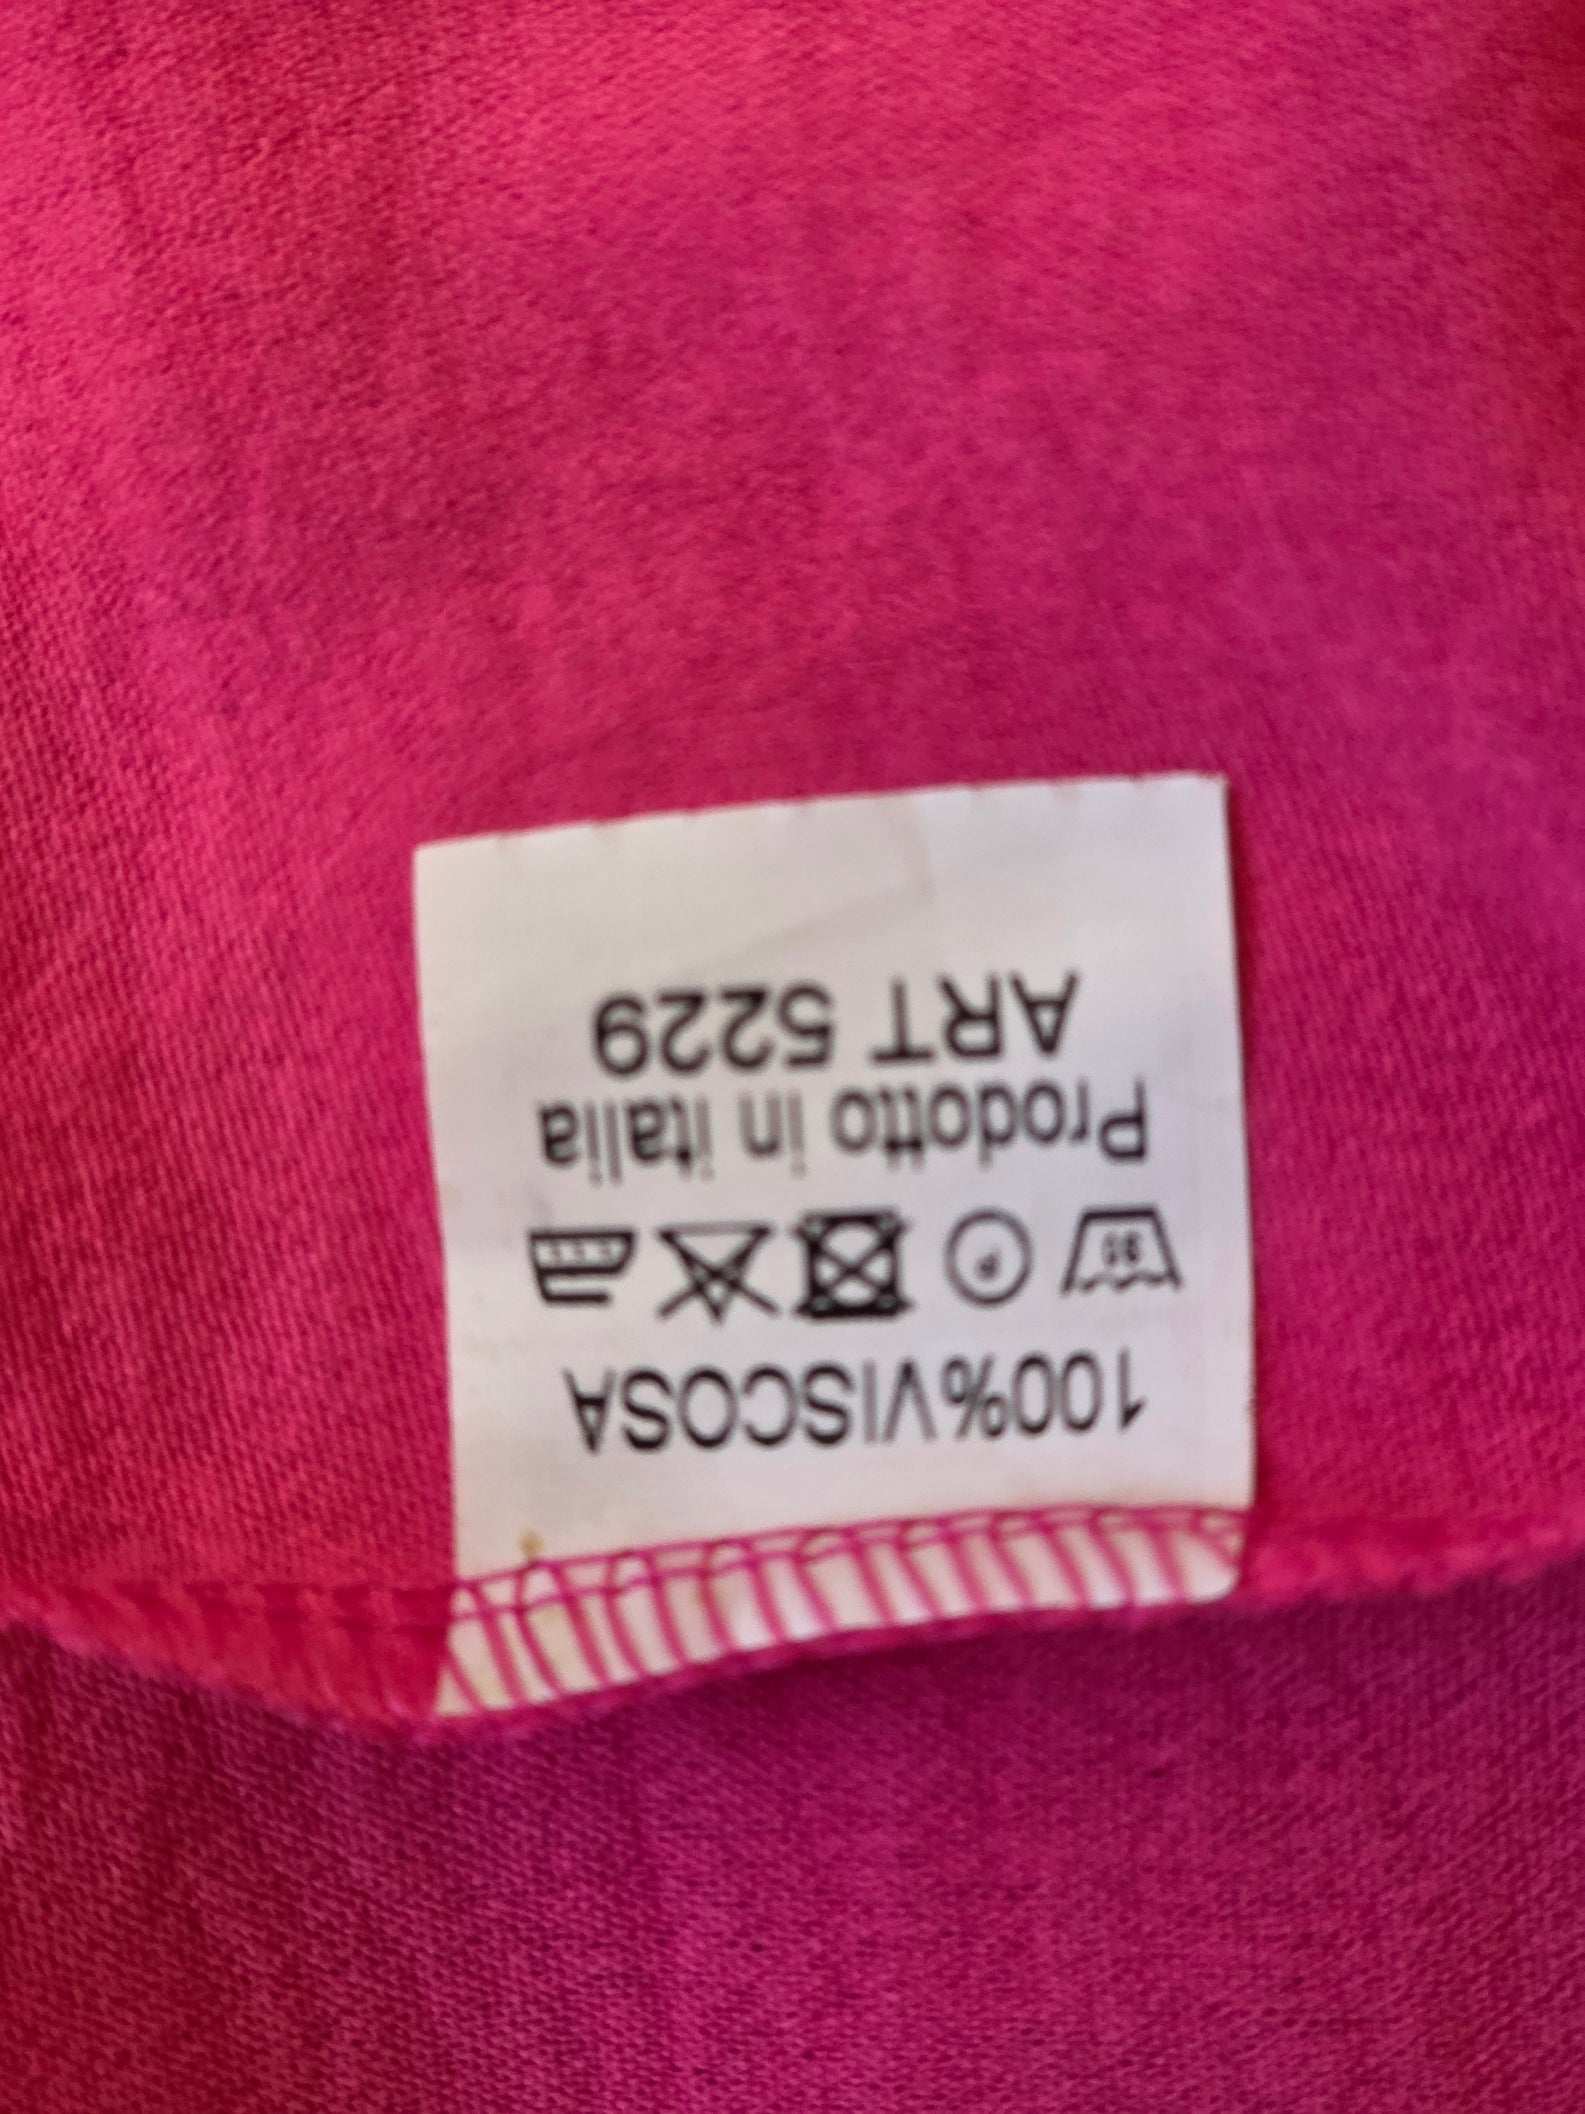 100%VISCOSA
P
Prodotto in italia
ART 5229